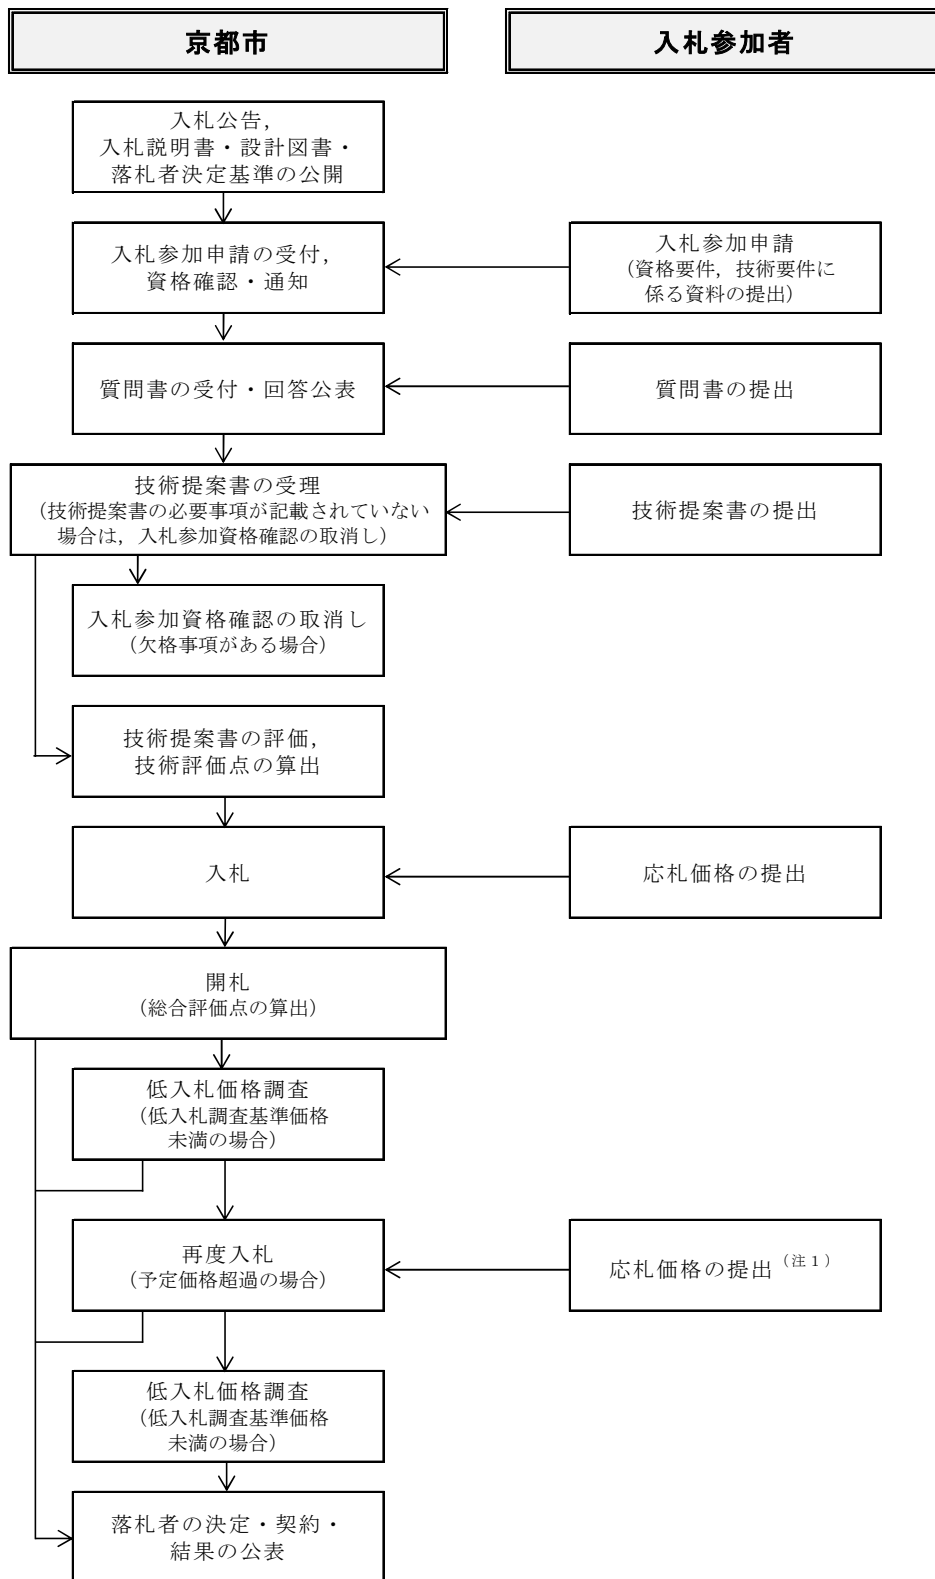 京都市
入札参加者
入札公告，
入札説明書・設計図書・
落札者決定基準の公開
入札参加申請の受付，
資格確認・通知
入札参加申請
（資格要件，技術要件に
係る資料の提出）
質問書の受付・回答公表
質問書の提出
技術提案書の受理
（技術提案書の必要事項が記載されていない
場合は，入札参加資格確認の取消し）
技術提案書の提出
入札参加資格確認の取消し
（欠格事項がある場合）
技術提案書の評価，
技術評価点の算出
入札
応札価格の提出
開札
（総合評価点の算出）
低入札価格調査
（低入札調査基準価格
未満の場合）
再度入札
（予定価格超過の場合）
応札価格の提出（注１）
低入札価格調査
（低入札調査基準価格
未満の場合）
落札者の決定・契約・
結果の公表